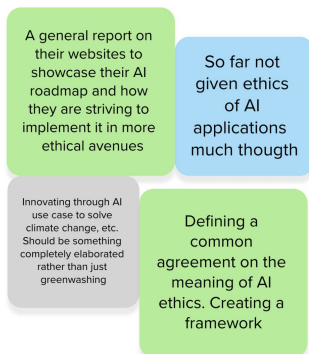 A general report on
their websites to
showcase their AI
roadmap and how
they are striving to
implement it in more
ethical avenues
So far not
given ethics
of AI
applications
much thougth
Innovating through AI
use case to solve
climate change, etc.
Should be something
completely elaborated
rather than just
greenwashing
Defining a
common
agreement on the
meaning of AI
ethics. Creating a
framework